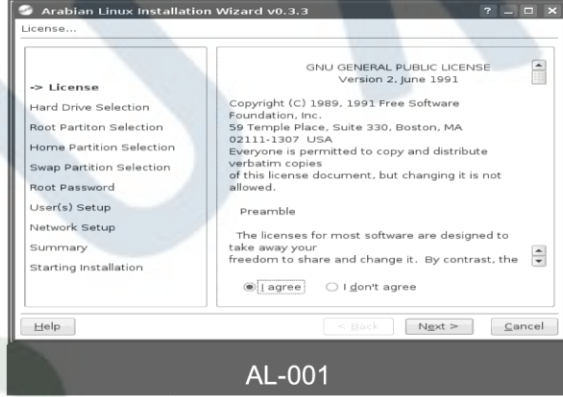 Arabian Linux Installation Wizard v0.3.3
License...
-> License
Hard Drive Selection
Root Partiton Selection
Home Partition Selection
Swap Partition Selection
Root Password
User(s) Setup
Network Setup
Summary
Starting Installation
GNU GENERAL PUBLIC LICENSE
Version 2, June 1991
Copyright (C) 1989, 1991 Free Software
Foundation, Inc.
59 Temple Place, Suite 330, Boston, MA
02111-1307 USA
Everyone is permitted to copy and distribute
verbatim copies
of this license document, but changing it is not
allowed.
Preamble
The licenses for most software are designed to
take away your
freedom to share and change it. By contrast, the
I agree
I don't agree
Help
< Back
Next >
Cancel
AL-001